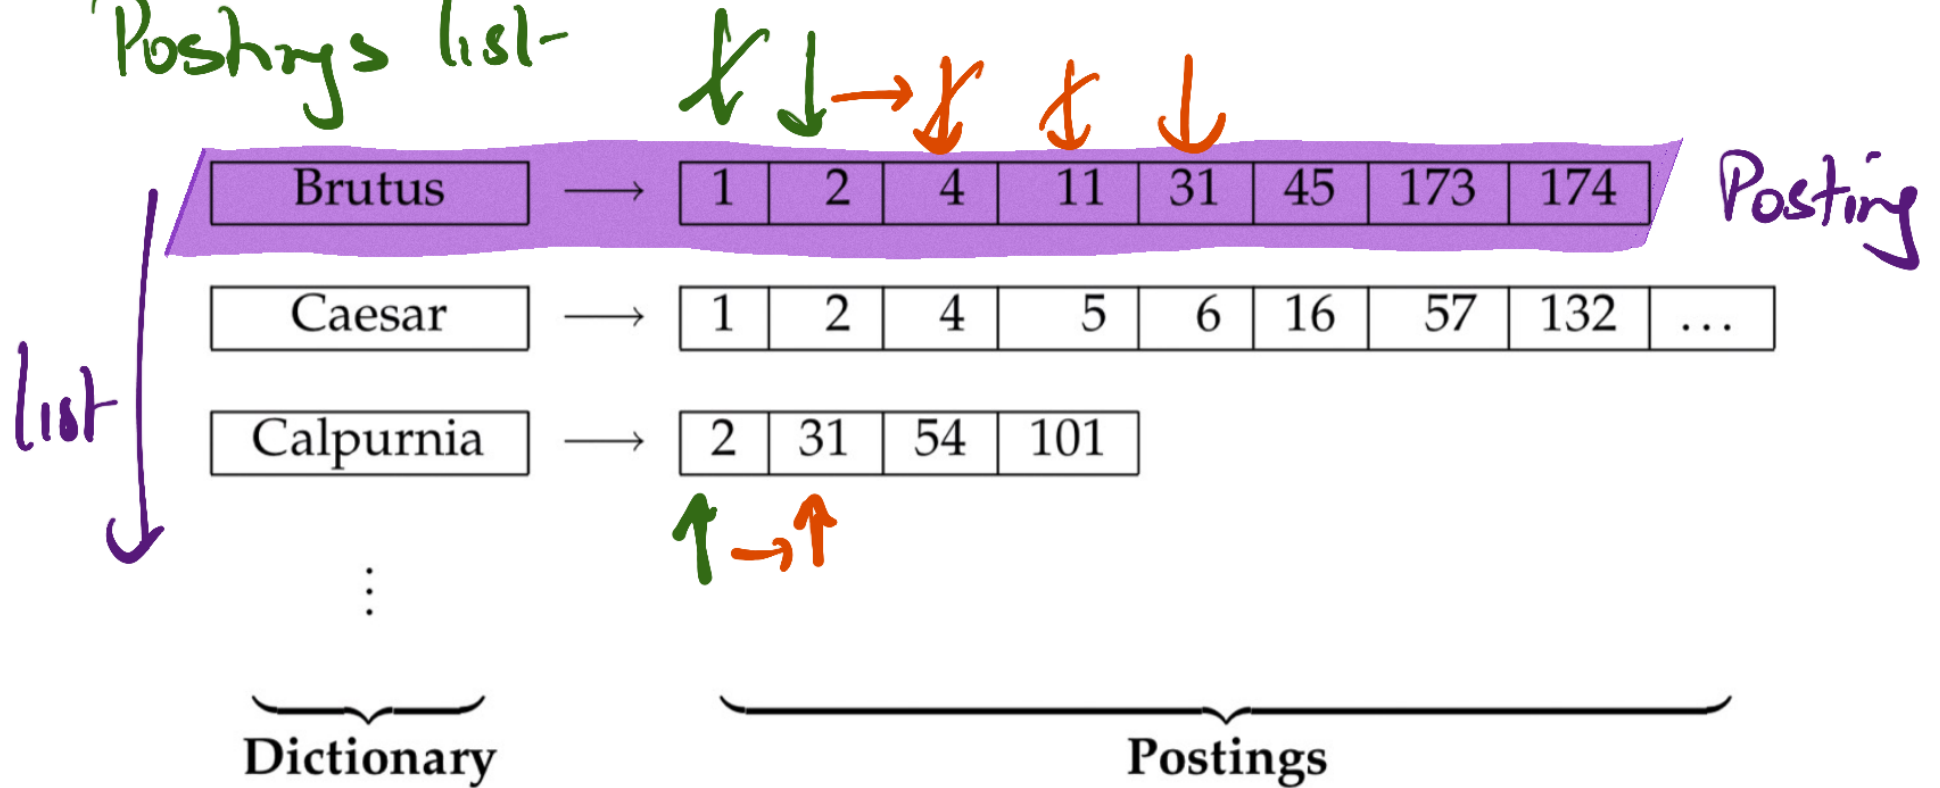 Postings list
Brutus → 1 2 4 11 31 45 173 174
Posting
Caesar → 1 2 4 5 6 16 57 132 ...
list
Calpurnia → 2 31 54 101
⋮
Dictionary Postings